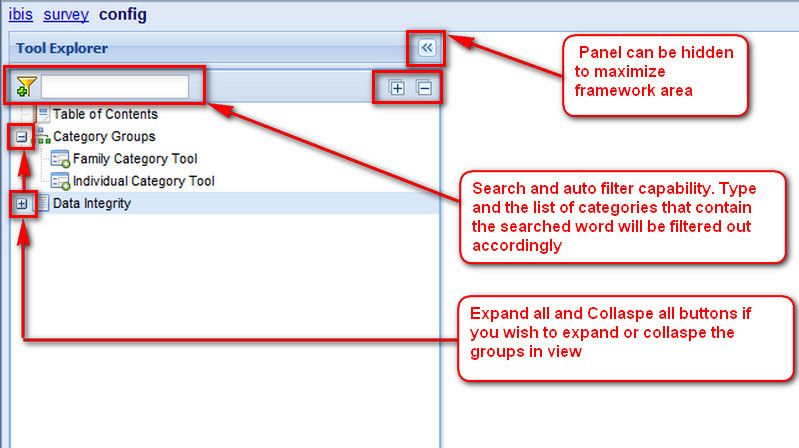 ibis survey config
Tool Explorer
Table of Contents
Category Groups
Family Category Tool
Individual Category Tool
Data Integrity
Panel can be hidden
to maximize
framework area
Search and auto filter capability. Type
and the list of categories that contain
the searched word will be filtered out
accordingly
Expand all and Collaspe all buttons if
you wish to expand or collaspe the
groups in view